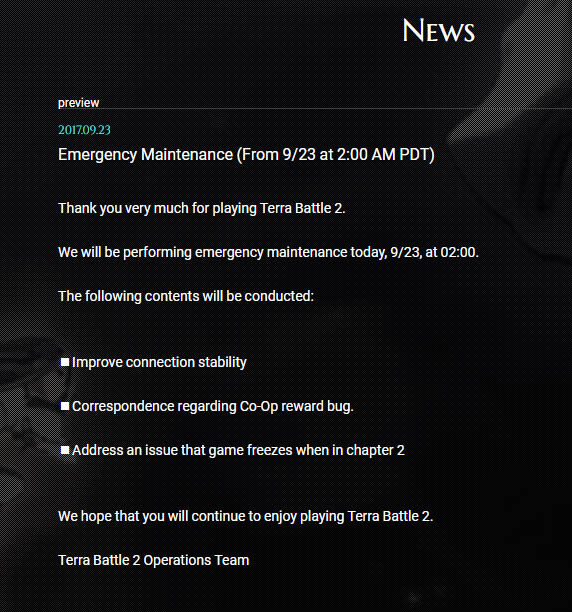 News
preview
2017.09.23
Emergency Maintenance (From 9/23 at 2:00 AM PDT)
Thank you very much for playing Terra Battle 2.
We will be performing emergency maintenance today, 9/23, at 02:00.
The following contents will be conducted:
■Improve connection stability
■Correspondence regarding Co-Op reward bug.
■Address an issue that game freezes when in chapter 2
We hope that you will continue to enjoy playing Terra Battle 2.
Terra Battle 2 Operations Team